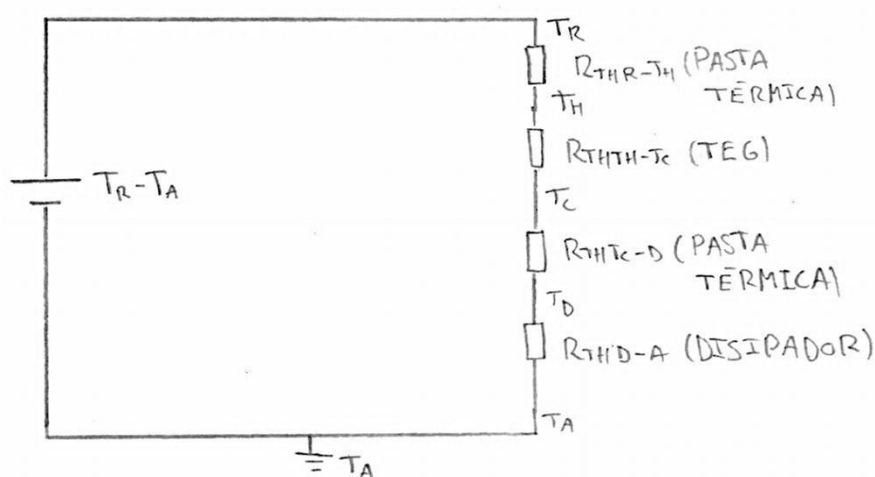 TR
RTHR-TH (PASTA
TÉRMICA)
TH
RTHTH-TC (TEG)
TR-TA
TC
RTHTC-D (PASTA
TÉRMICA)
TD
RTHD-A (DISIPADOR)
TA
TA